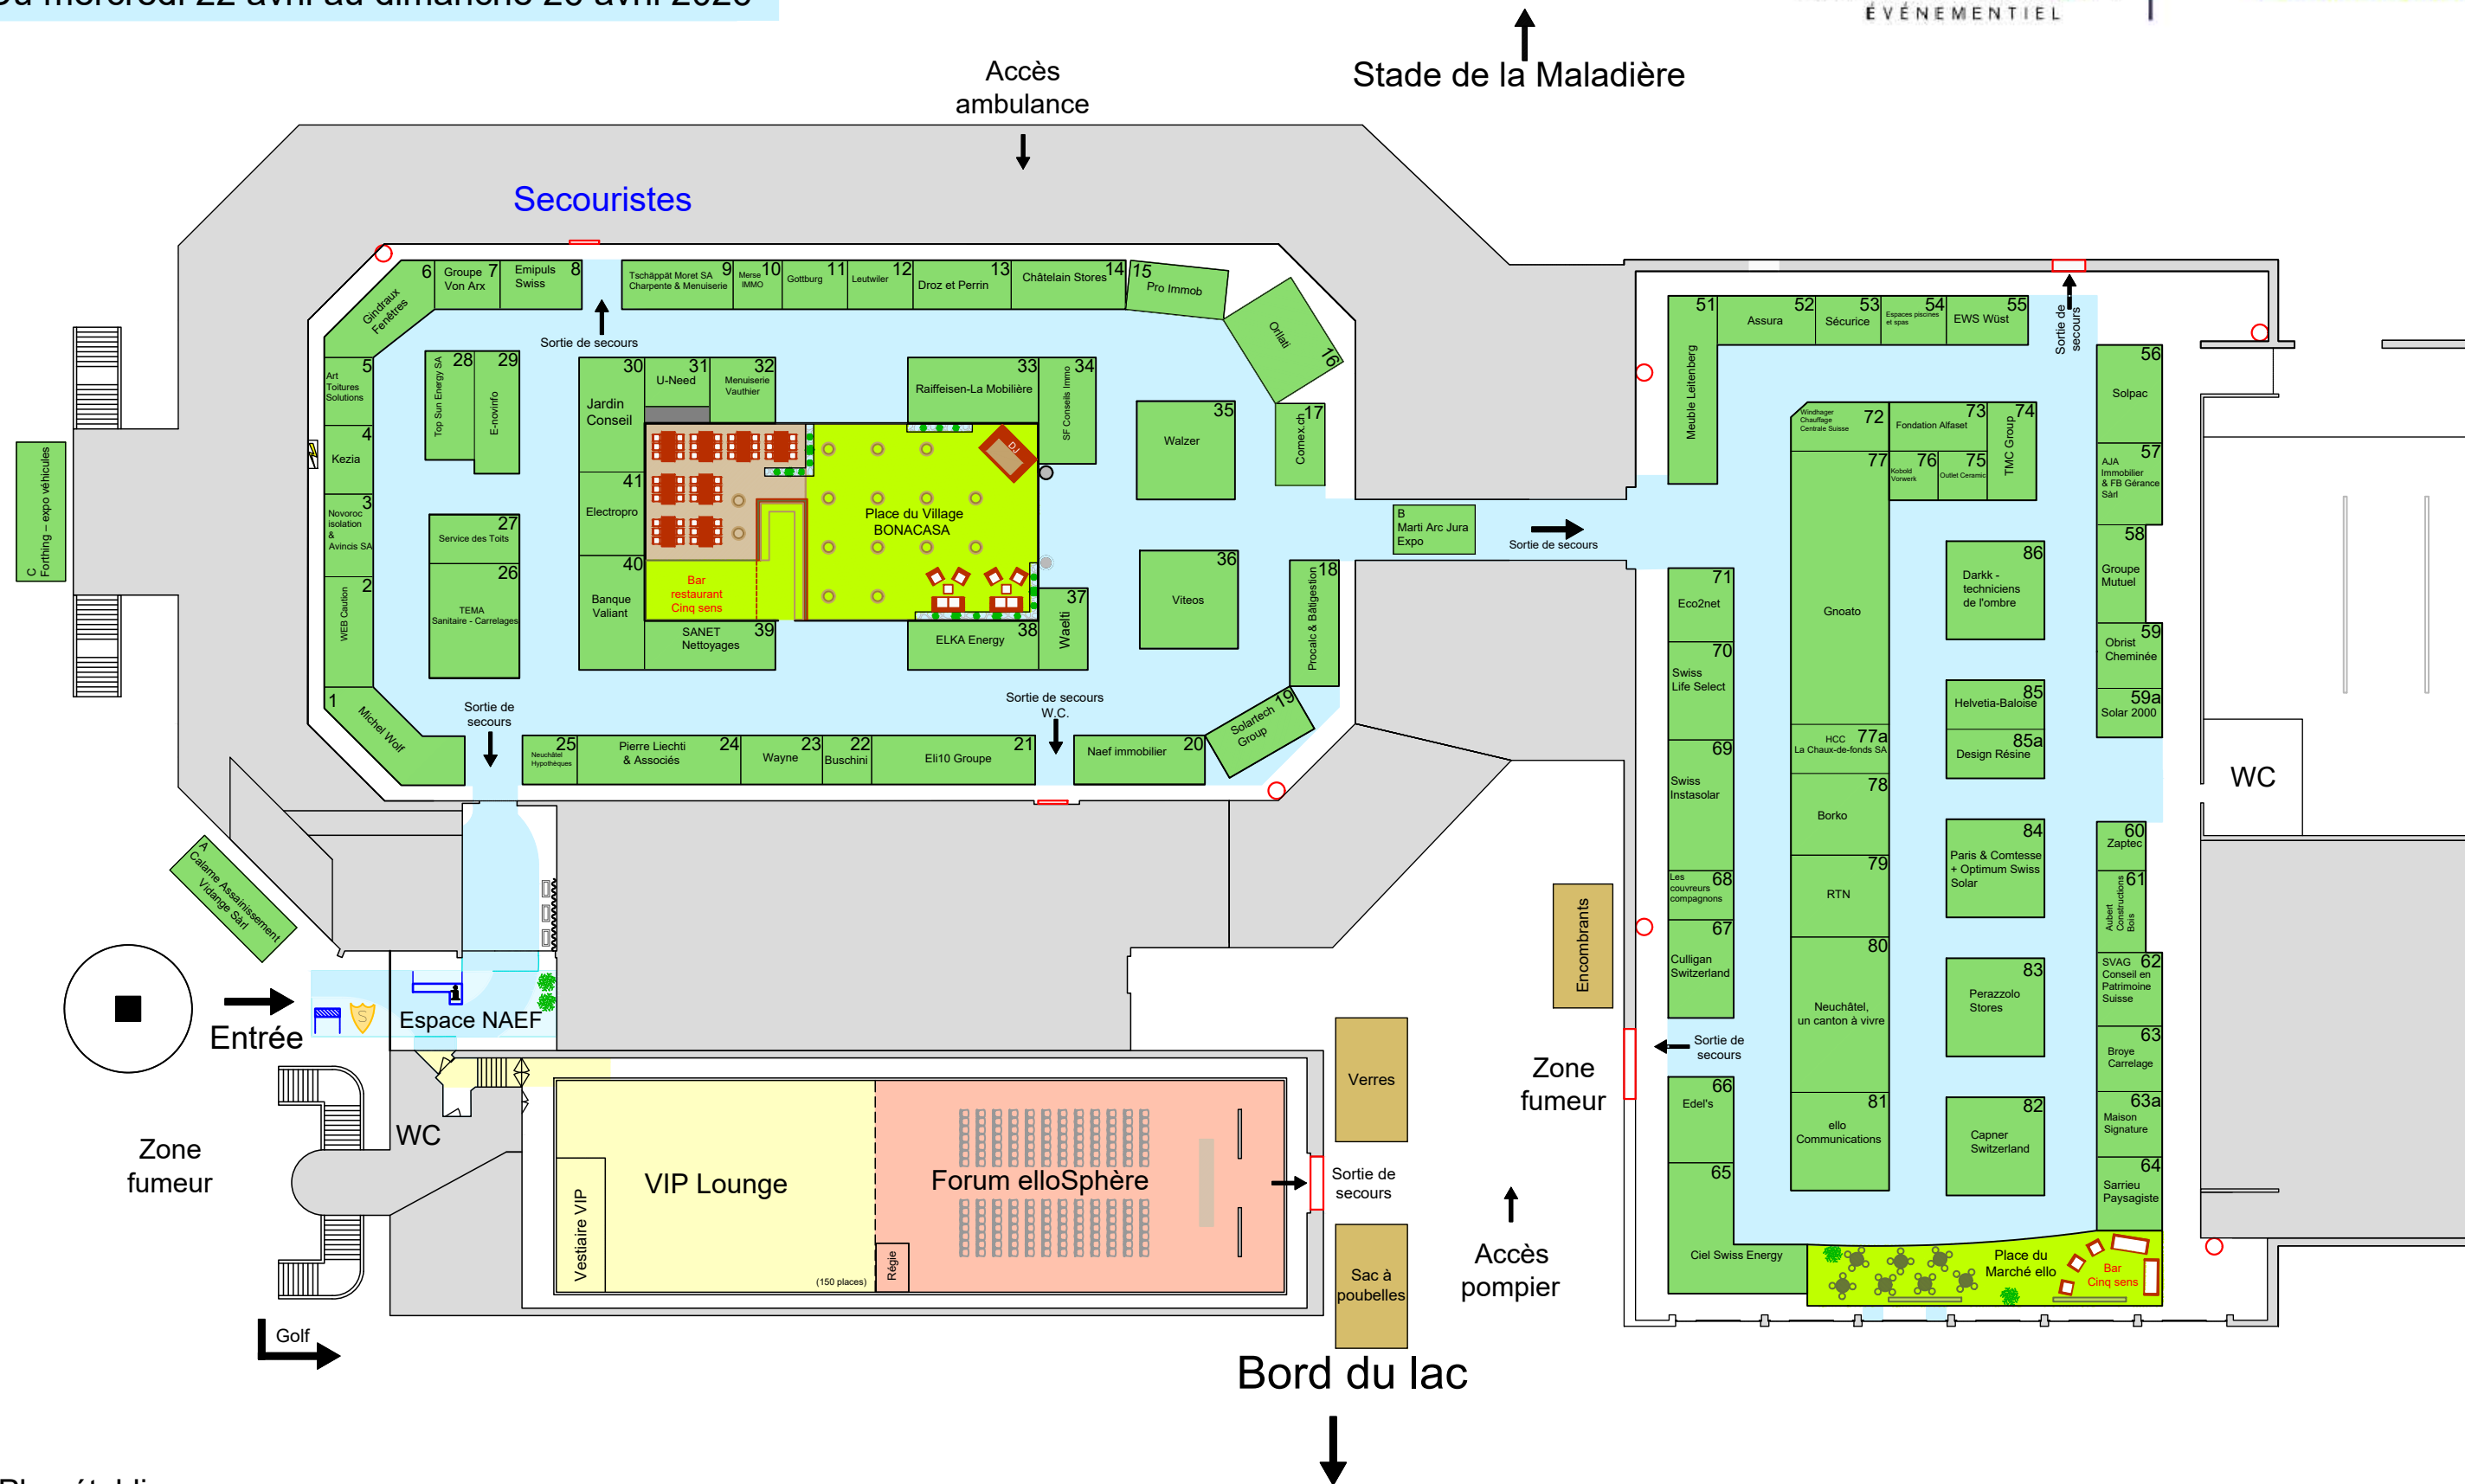 ÉVÉNEMENTIEL
Stade de la Maladière
Accès
ambulance
Secouristes
6
Gindraux
Fenêtres
Groupe 7
Von Arx
Emipuls 8
Swiss
Sortie de secours
Tschäppät Moret SA 9
Charpente & Menuiserie
Merse 10
IMMO
Gottburg 11
Leutwiler 12
Droz et Perrin 13
Châtelain Stores 14
15
Pro Immob
Orllati
16
Comex.ch 17
5
Art
Toitures
Solutions
4
Kezia
3
Novoroc
isolation
&
Avincis SA
2
WEB Caution
1
Michel Wolf
C
Forthing – expo véhicules
Top Sun Energy SA 28
E-novinfo 29
27
Service des Toits
26
TEMA
Sanitaire - Carrelages
30
Jardin
Conseil
31
U-Need
32
Menuiserie
Vauthier
33
Raiffeisen-La Mobilière
SF Conseils Immo 34
35
Walzer
36
Viteos
41
Electropro
40
Banque
Valiant
DJ
Place du Village
BONACASA
Bar
restaurant
Cinq sens
SANET 39
Nettoyages
38
ELKA Energy
37
Waelti
18
Procalc & Bâtigestion
Solartech 19
Group
Sortie de
secours
Sortie de secours
W.C.
25
Neuchâtel
Hypothèques
Pierre Liechti 24
& Associés
Wayne 23
22
Buschini
Eli10 Groupe 21
Naef immobilier 20
B
Marti Arc Jura
Expo
Sortie de secours
A
Calame Assainissement
Vidange Sàrl
Entrée
i
S
Espace NAEF
WC
Zone
fumeur
Golf
VIP Lounge
Vestiaire VIP
(150 places)
Régie
Forum elloSphère
Sortie de
secours
Verres
Sac à
poubelles
Encombrants
Zone
fumeur
Accès
pompier
Bord du lac
51
Meuble Leitenberg
52
Assura
53
Sécurice
54
Espaces piscines
et spas
55
EWS Wüst
Sortie de
secours
56
Solpac
57
AJA
Immobilier
& FB Gérance
Sàrl
58
Groupe
Mutuel
59
Obrist
Cheminée
59a
Solar 2000
WC
60
Zaptec
61
Aubert
Constructions
Bois
SVAG 62
Conseil en
Patrimoine
Suisse
63
Broye
Carrelage
63a
Maison
Signature
64
Sarrieu
Paysagiste
71
Eco2net
70
Swiss
Life Select
69
Swiss
Instasolar
Les 68
couvreurs
compagnons
67
Culligan
Switzerland
Sortie de
secours
66
Edel's
65
Ciel Swiss Energy
Windhager
Chauffage 72
Centrale Suisse
73
Fondation Alfaset
74
TMC Group
76
Kobold
Vorwerk
75
Outlet Ceramic
77
Gnoato
HCC 77a
La Chaux-de-fonds SA
78
Borko
79
RTN
80
Neuchâtel,
un canton à vivre
81
ello
Communications
86
Darkk -
techniciens
de l'ombre
85
Helvetia-Baloise
85a
Design Résine
84
Paris & Comtesse
+ Optimum Swiss
Solar
83
Perazzolo
Stores
82
Capner
Switzerland
Place du
Marché ello
Bar
Cinq sens